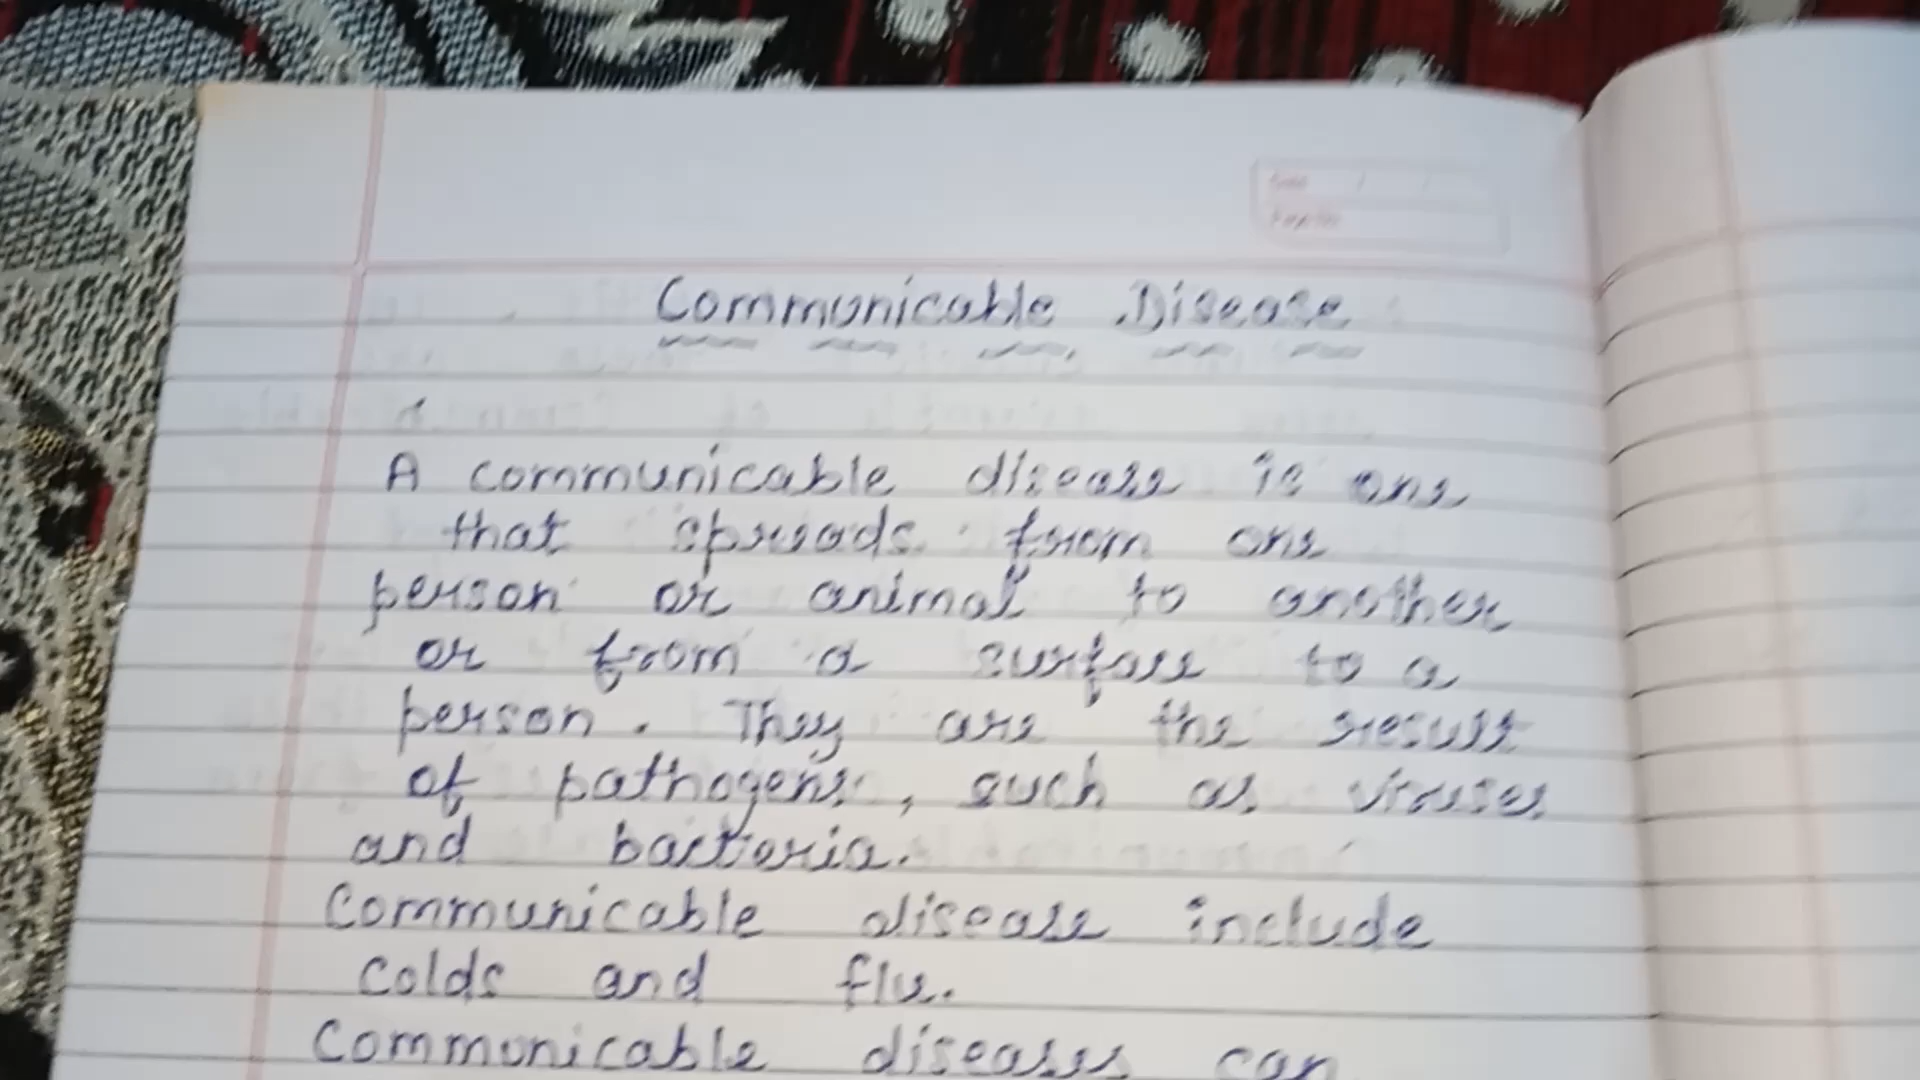 Communicable Disease
A communicable disease is one
that spreads from one
person or animal to another
or from a surface to a
person. They are the result
of pathogens, such as viruses
and bacteria.
Communicable disease include
colds and flu.
Communicable diseases can